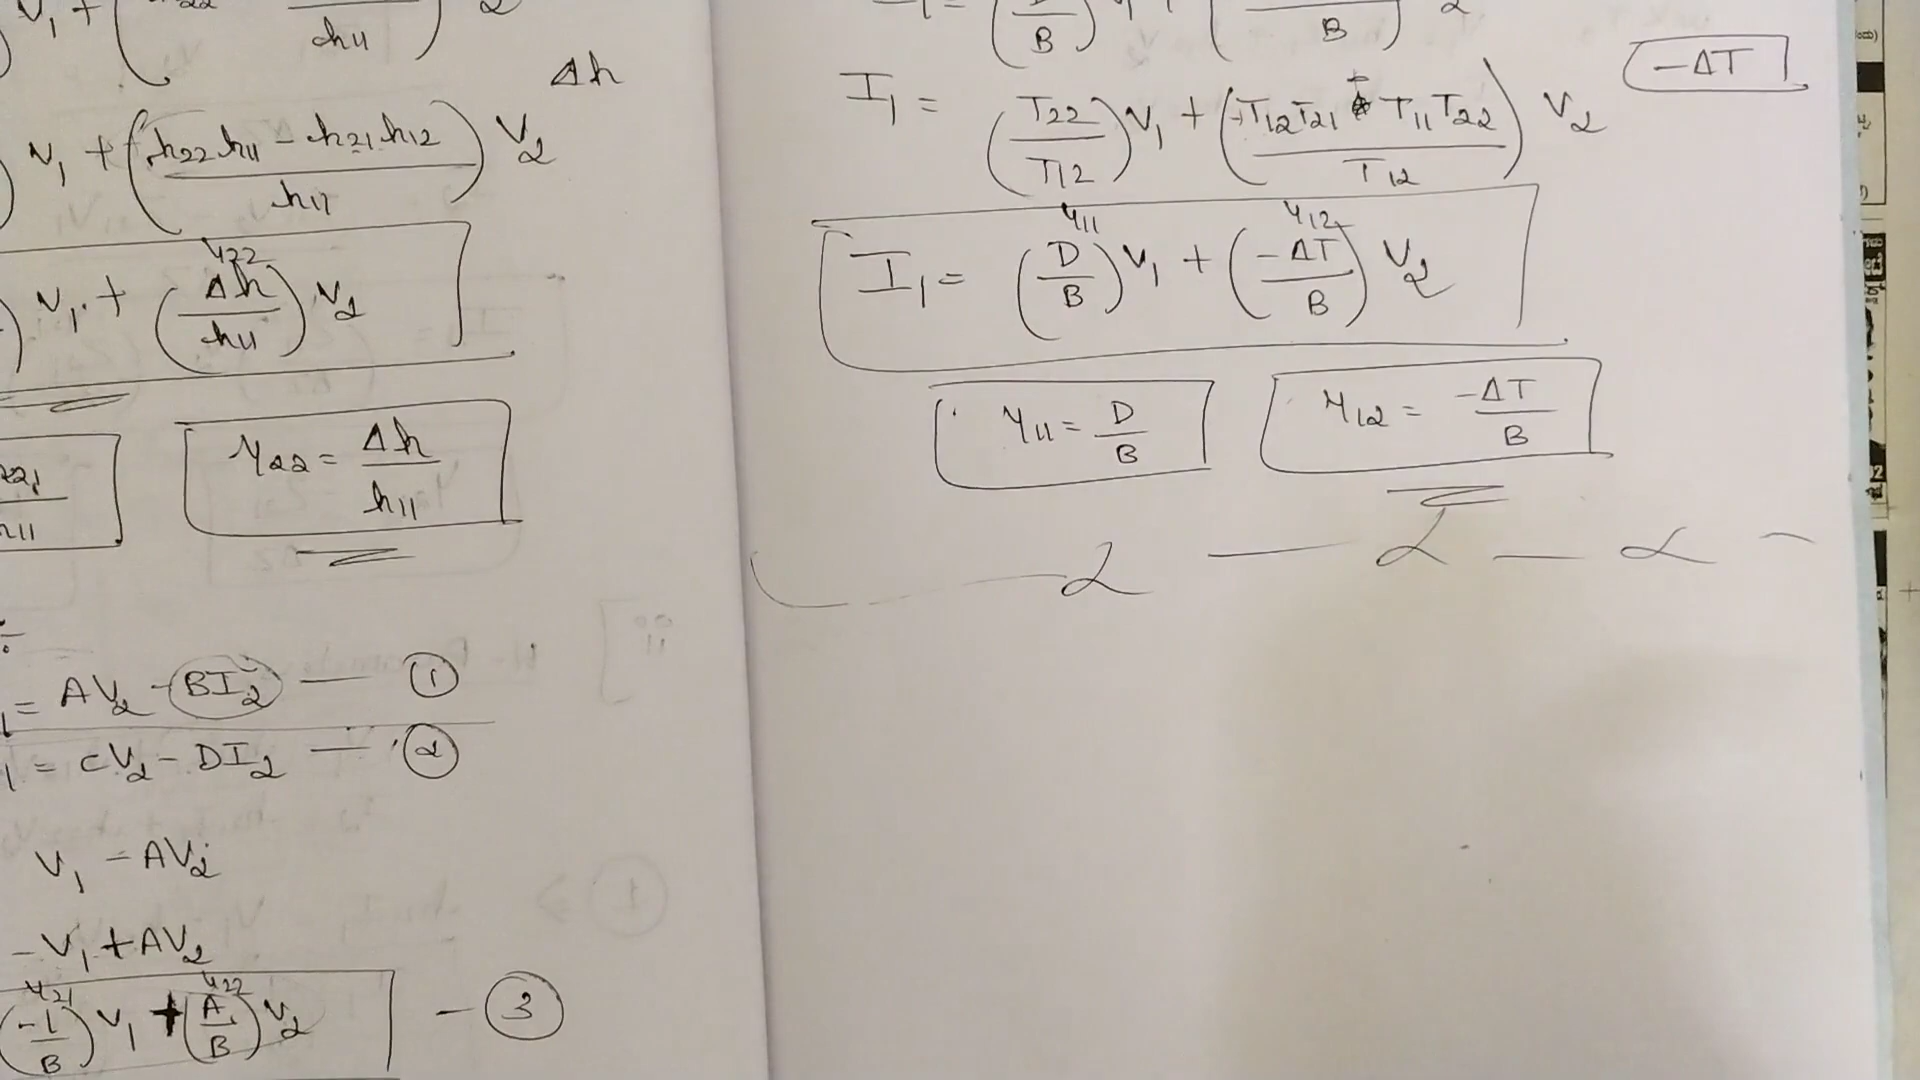 V₁ + (
h₁₁
Δh
V₁ + (h₂₂h₁₁ - h₂₁h₁₂ / h₁₁) V₂
Y₂₂
V₁ + (Δh / h₁₁) V₂
Y₂₂ = Δh / h₁₁
= AV₂ - BI₂ — ①
= CV₂ - DI₂ — ②
V₁ - AV₂
-V₁ + AV₂
Y₂₁ Y₂₂
(-1 / B) V₁ + (A / B) V₂ — ③
B B
-ΔT
I₁ = (T₂₂ / T₁₂) V₁ + (T₁₂T₂₁ - T₁₁T₂₂ / T₁₂) V₂
Y₁₁ Y₁₂
I₁ = (D / B) V₁ + (-ΔT / B) V₂
Y₁₁ = D / B Y₁₂ = -ΔT / B